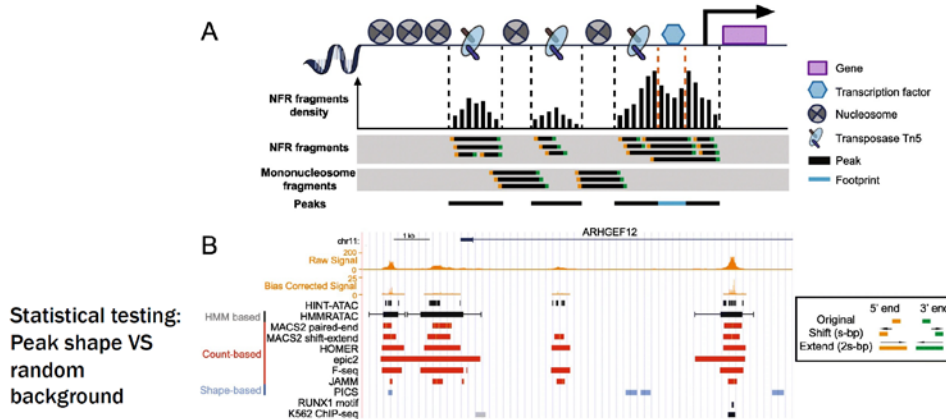 A
NFR fragments
density
NFR fragments
Mononucleosome
fragments
Peaks
Gene
Transcription factor
Nucleosome
Transposase Tn5
Peak
Footprint
B
ARHGEF12
chr11:
1 kb
200
Raw Signal
0
25
Bias Corrected Signal
0
HINT-ATAC
HMM based
HMMRATAC
MACS2 paired-end
MACS2 shift-extend
Count-based
HOMER
epic2
F-seq
JAMM
Shape-based
PICS
RUNX1 motif
K562 ChIP-seq
Statistical testing:
Peak shape VS
random
background
5' end 3' end
Original
Shift (s-bp)
Extend (2s-bp)